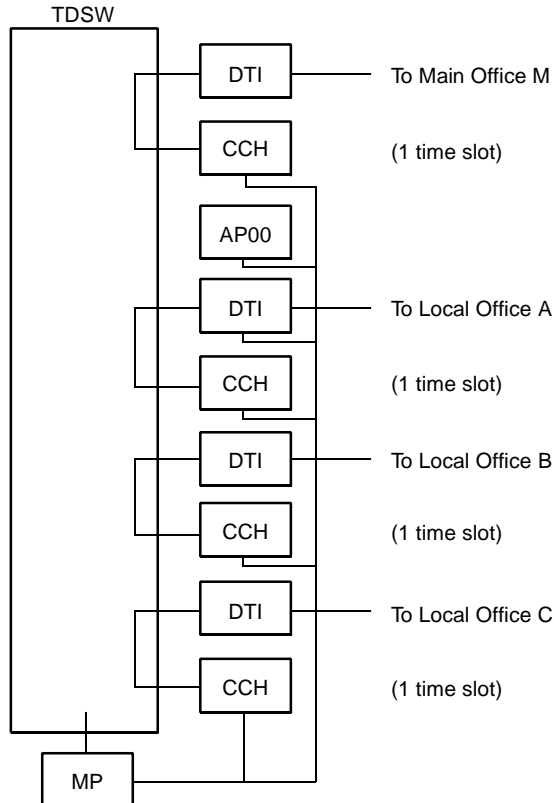 TDSW
DTI To Main Office M
CCH (1 time slot)
AP00
DTI To Local Office A
CCH (1 time slot)
DTI To Local Office B
CCH (1 time slot)
DTI To Local Office C
CCH (1 time slot)
MP